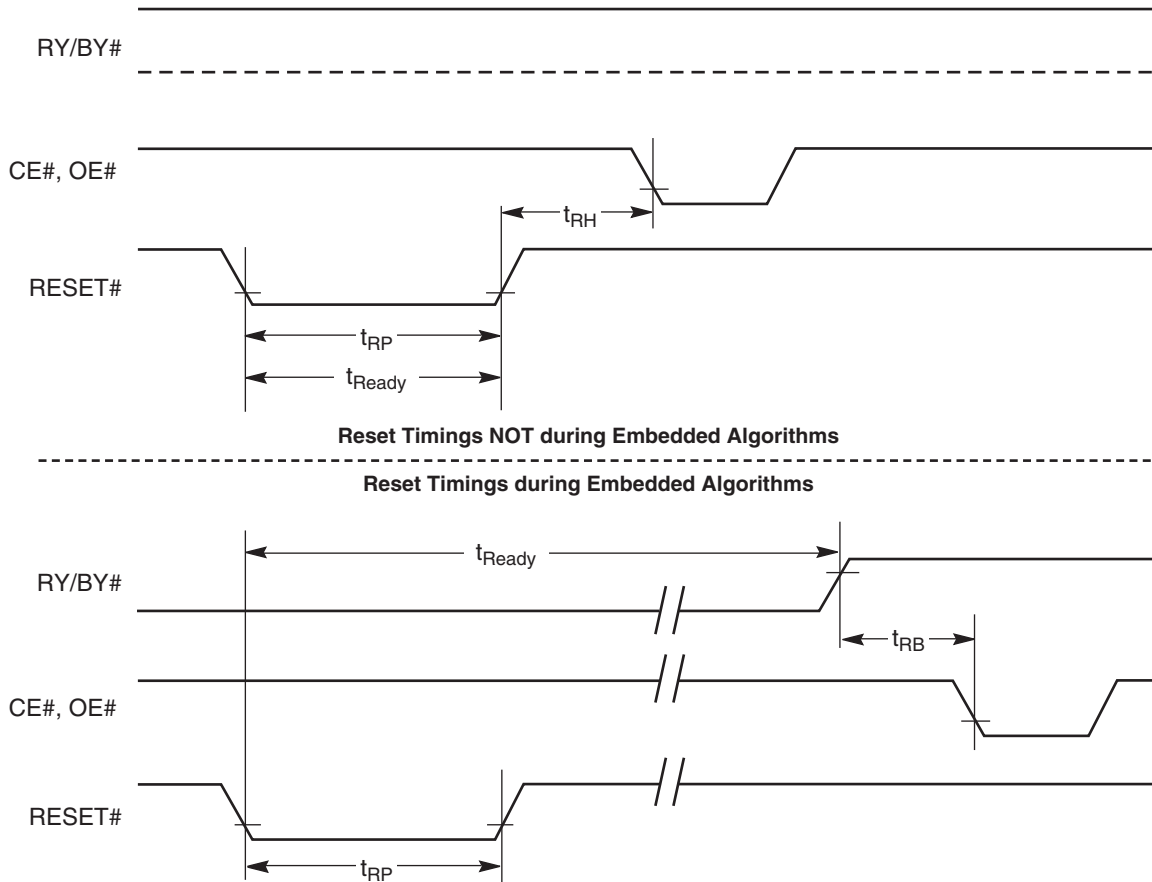 RY/BY#
CE#, OE#
tRH
RESET#
tRP
tReady
Reset Timings NOT during Embedded Algorithms
Reset Timings during Embedded Algorithms
tReady
RY/BY#
tRB
CE#, OE#
RESET#
tRP